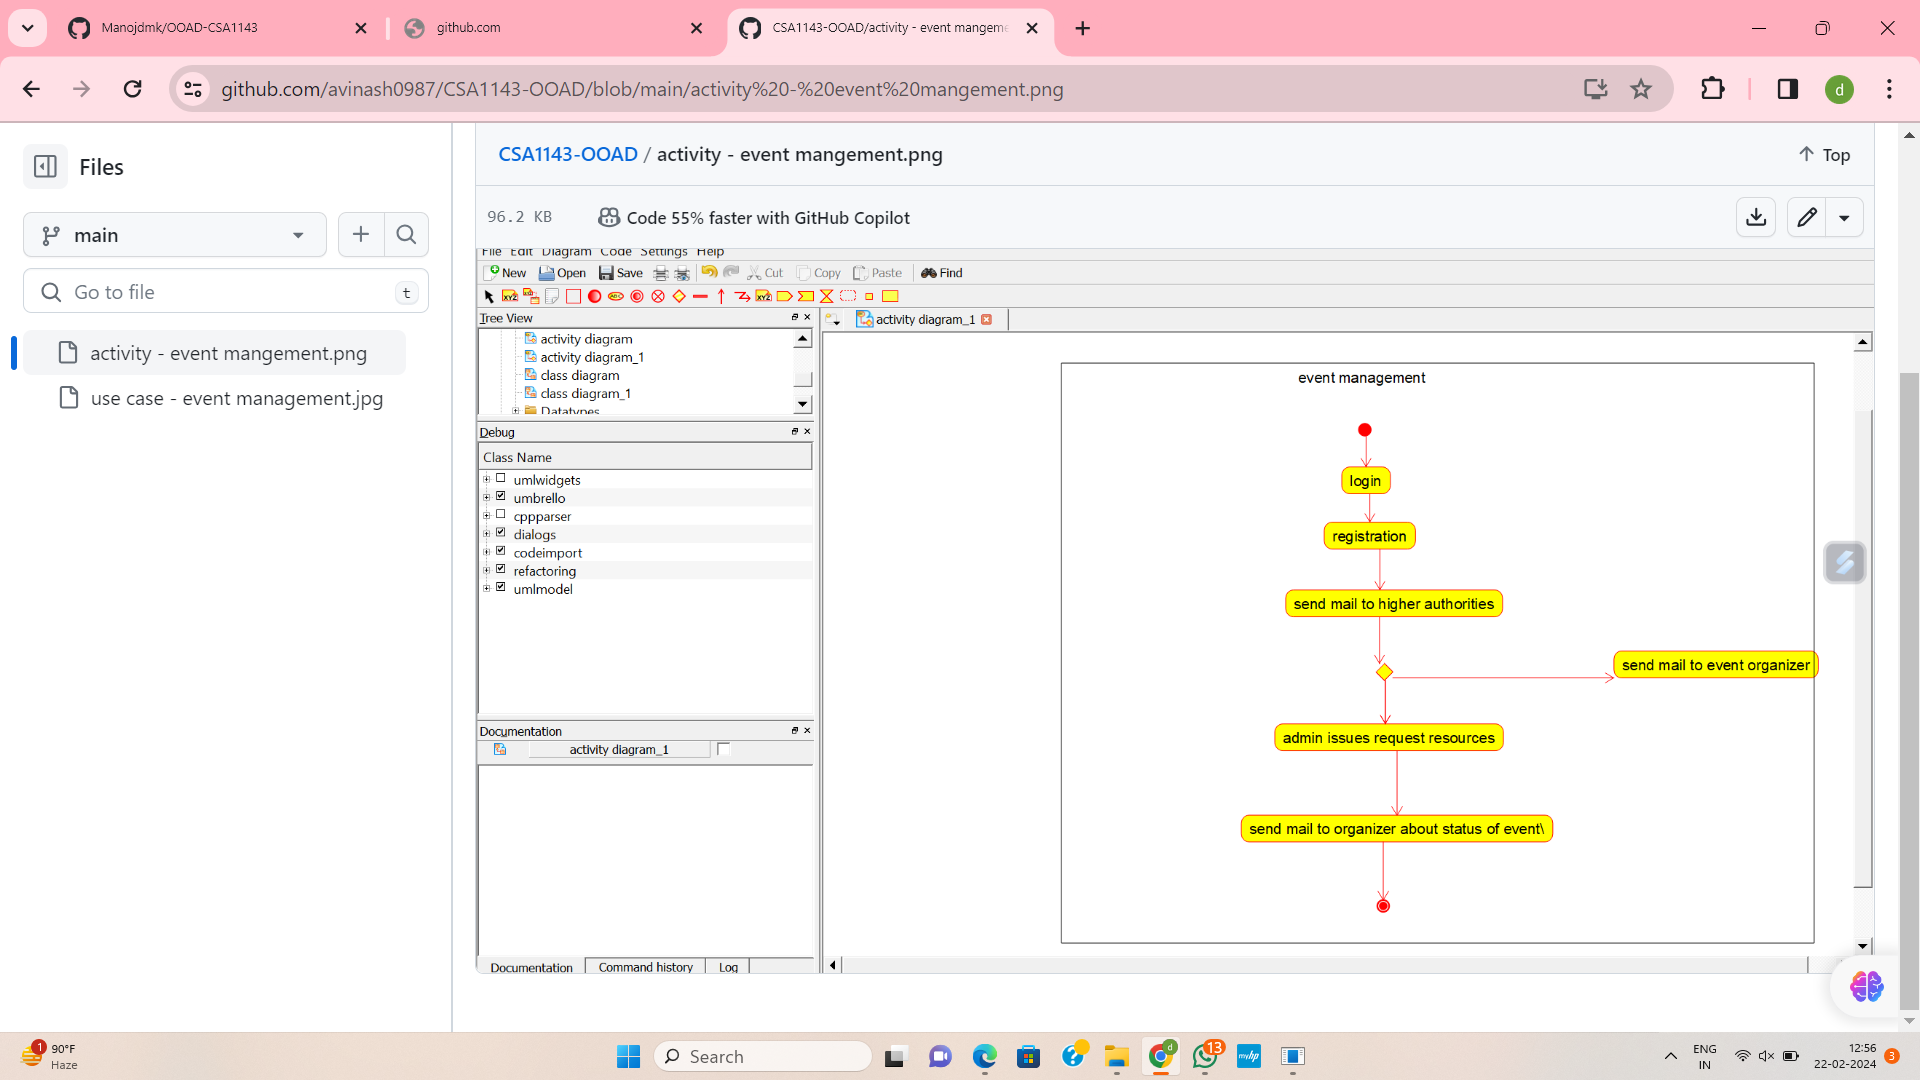 Manojdmk/OOAD-CSA1143
github.com
CSA1143-OOAD/activity - event mangeme
github.com/avinash0987/CSA1143-OOAD/blob/main/activity%20-%20event%20mangement.png
d
Files
main
Go to file
t
activity - event mangement.png
use case - event management.jpg
CSA1143-OOAD / activity - event mangement.png
Top
96.2 KB
Code 55% faster with GitHub Copilot
File Edit Diagram Code Settings Help
New Open Save Cut Copy Paste Find
Tree View
activity diagram
activity diagram_1
class diagram
class diagram_1
Datatypes
Debug
Class Name
umlwidgets
umbrello
cppparser
dialogs
codeimport
refactoring
umlmodel
Documentation
activity diagram_1
Documentation Command history Log
activity diagram_1
event management
login
registration
send mail to higher authorities
send mail to event organizer
admin issues request resources
send mail to organizer about status of event\
1
90°F
Haze
Search
d
13
myhp
ENG
IN
12:56
22-02-2024
3